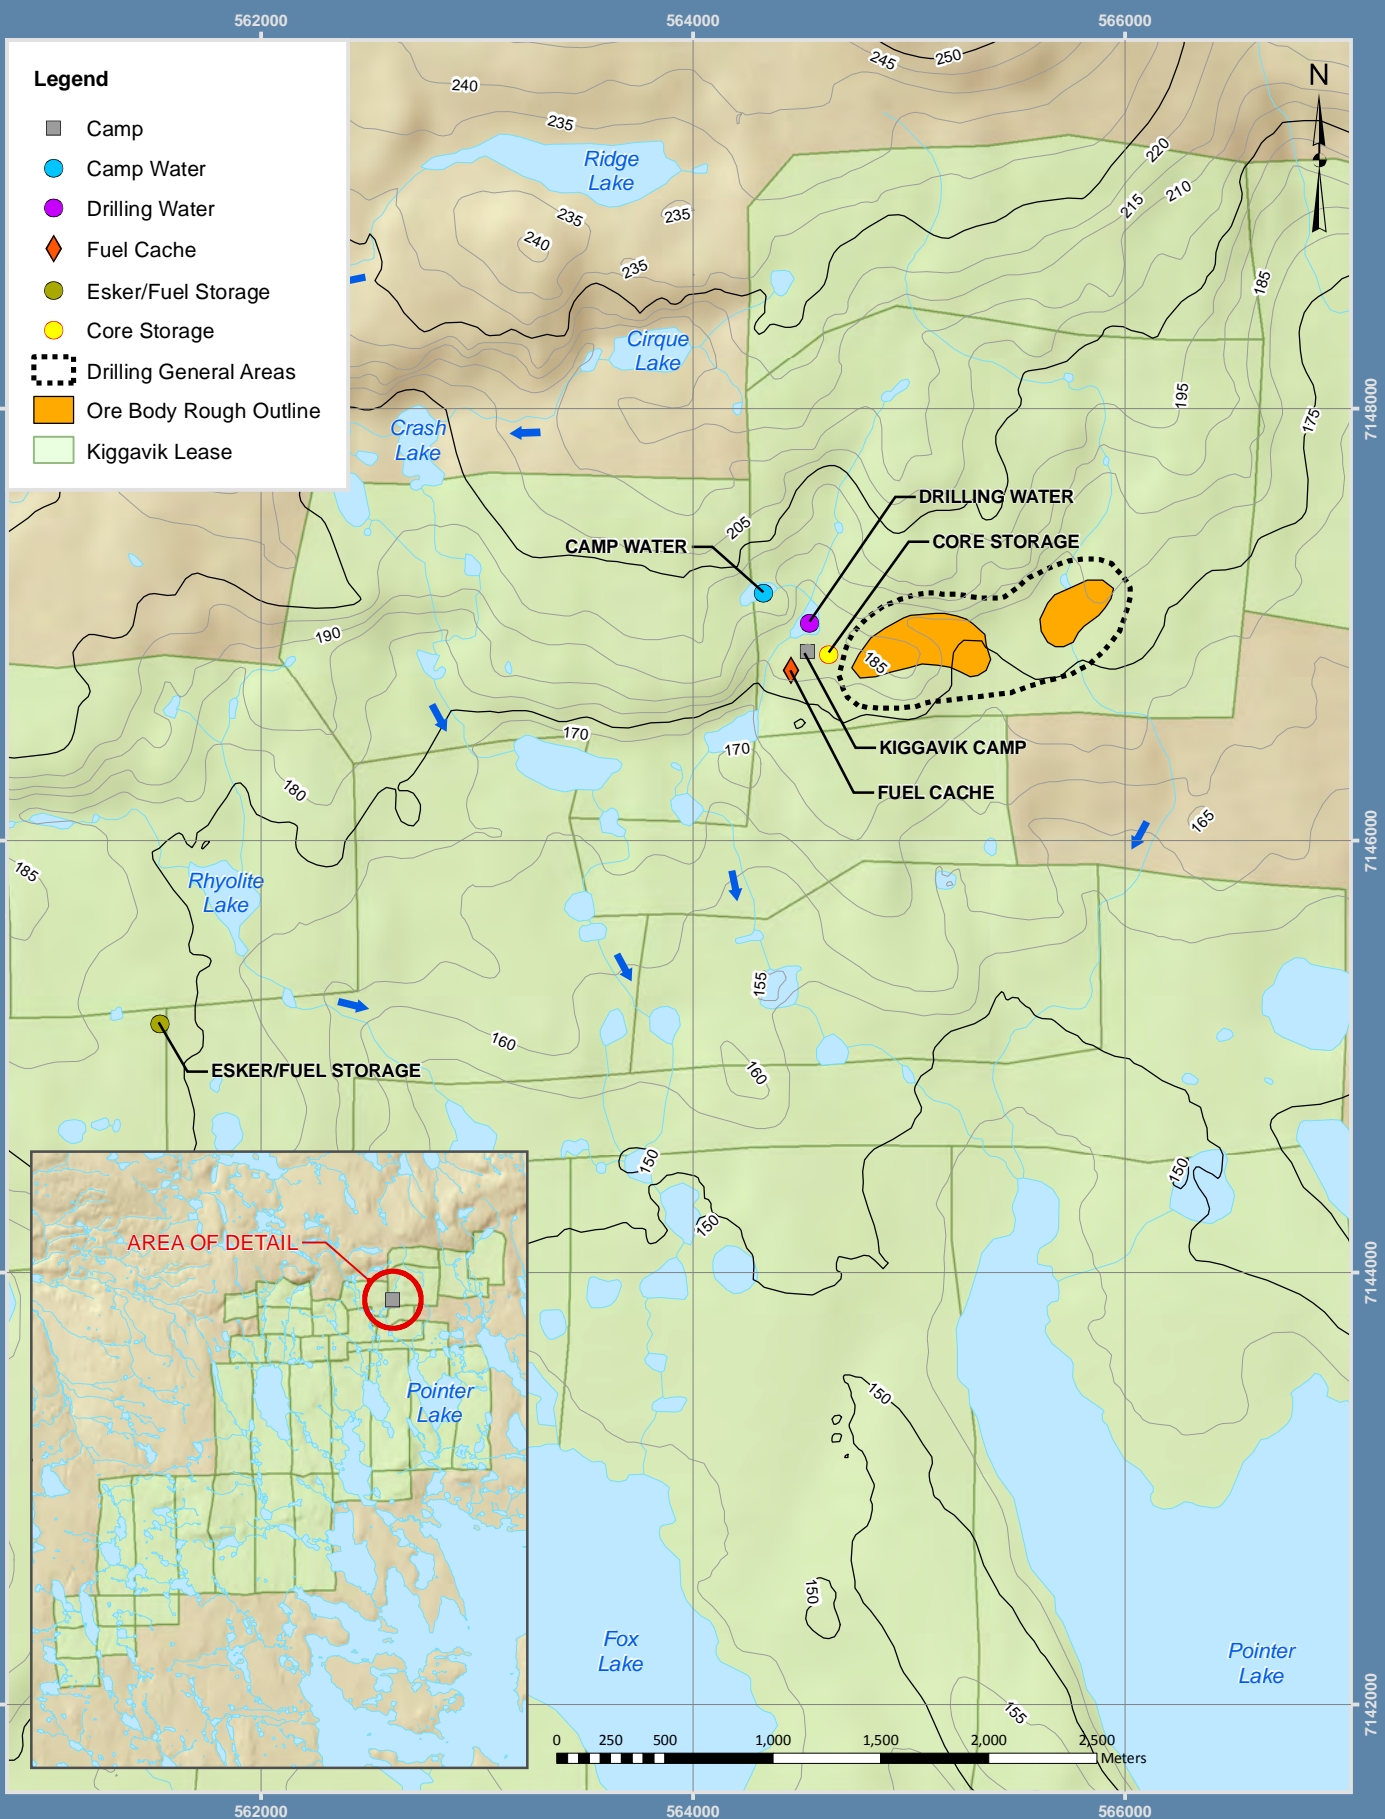 562000
564000
566000
Legend
Camp
Camp Water
Drilling Water
Fuel Cache
Esker/Fuel Storage
Core Storage
Drilling General Areas
Ore Body Rough Outline
Kiggavik Lease
N
240
245
250
235
220
Ridge
Lake
215
210
235
235
240
235
185
Cirque
Lake
195
175
7148000
Crash
Lake
DRILLING WATER
205
CORE STORAGE
CAMP WATER
190
185
170
170
KIGGAVIK CAMP
180
FUEL CACHE
165
7146000
185
Rhyolite
Lake
155
160
ESKER/FUEL STORAGE
160
150
150
150
AREA OF DETAIL
7144000
Pointer
Lake
150
150
Fox
Lake
Pointer
Lake
155
7142000
0
250
500
1,000
1,500
2,000
2,500
Meters
562000
564000
566000